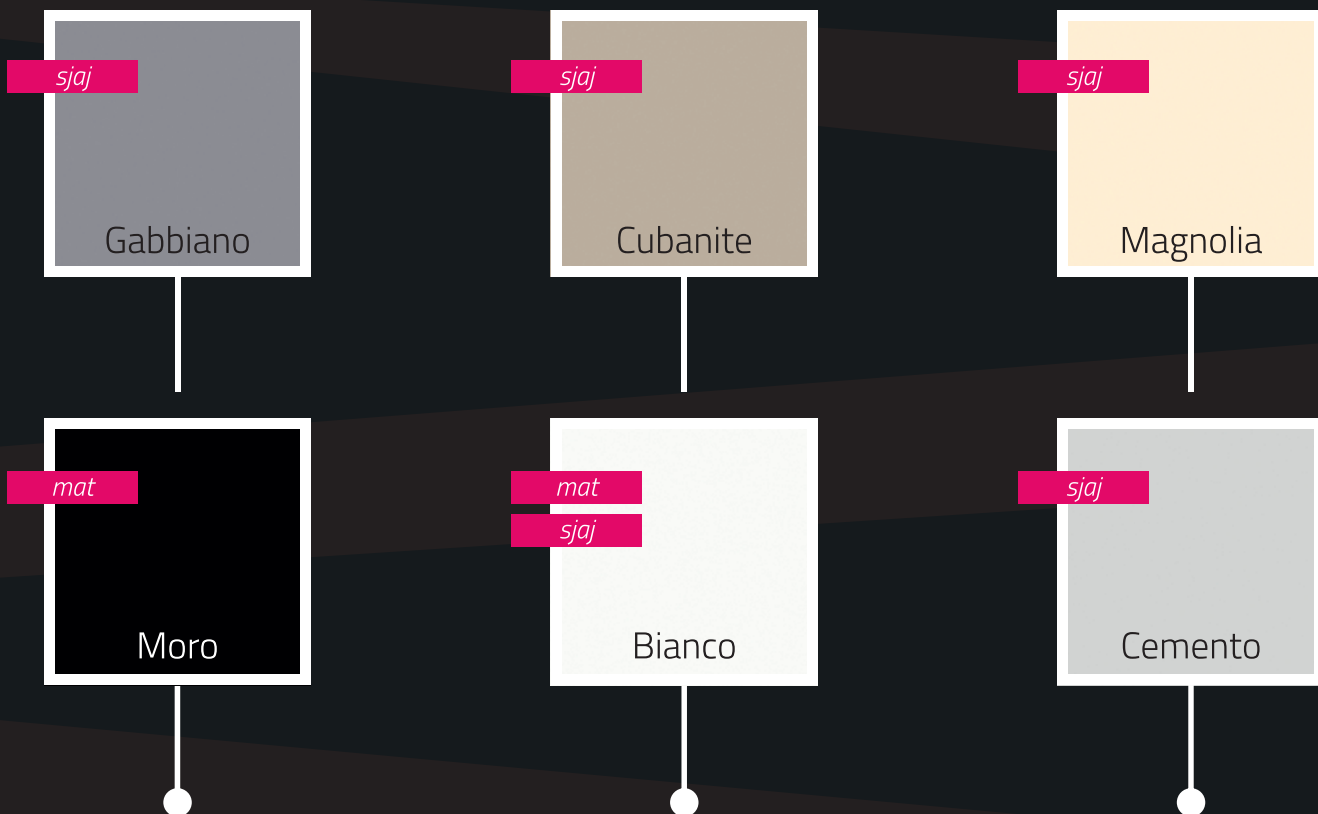 sjaj
Gabbiano
sjaj
Cubanite
sjaj
Magnolia
mat
Moro
mat
sjaj
Bianco
sjaj
Cemento